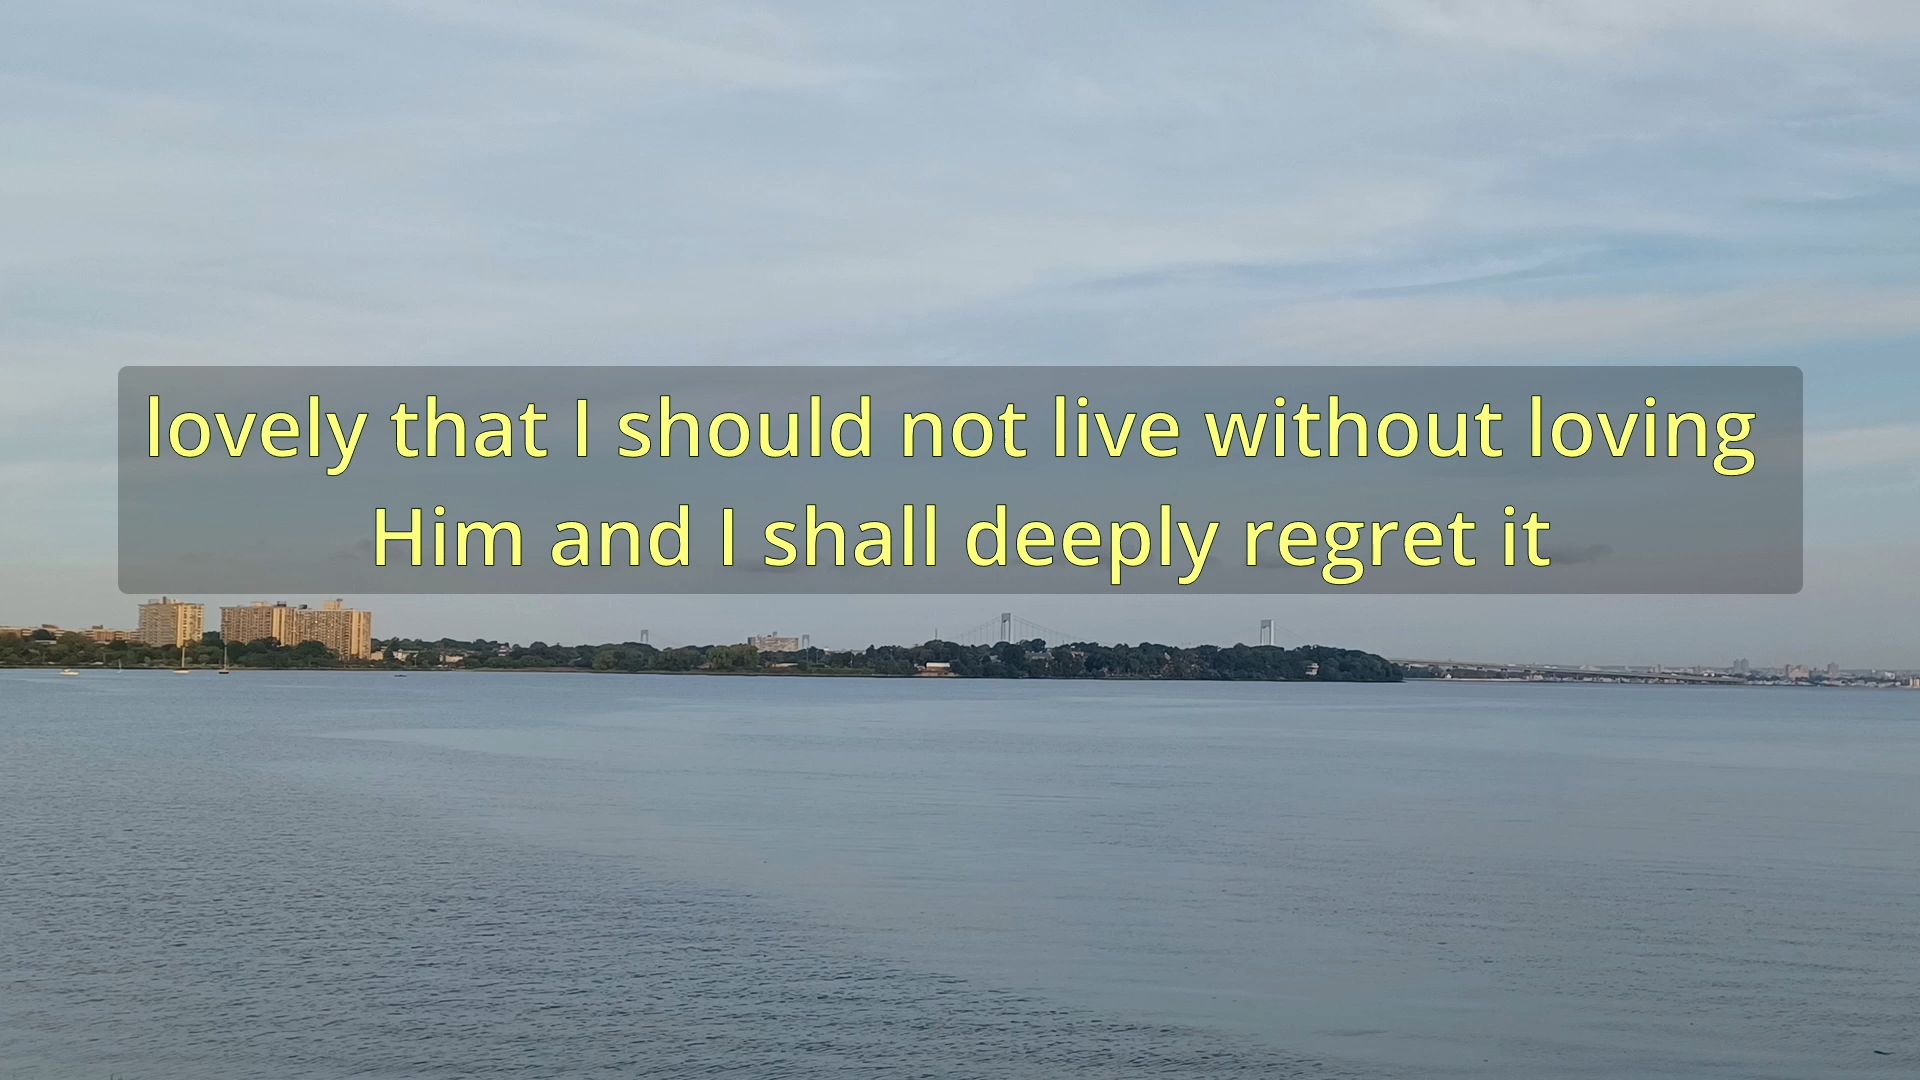 lovely that I should not live without loving
Him and I shall deeply regret it